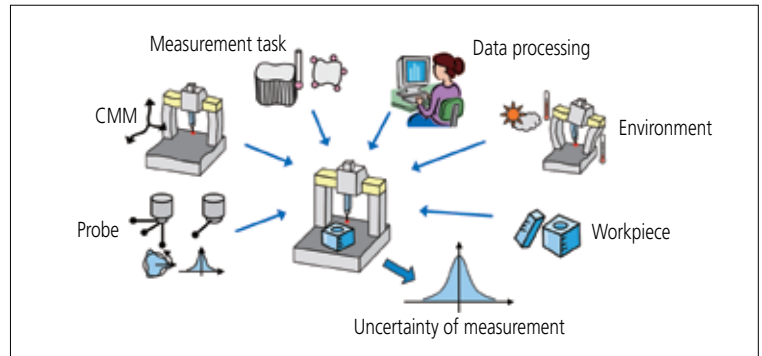 Measurement task
Data processing
CMM
Environment
Probe
Workpiece
Uncertainty of measurement